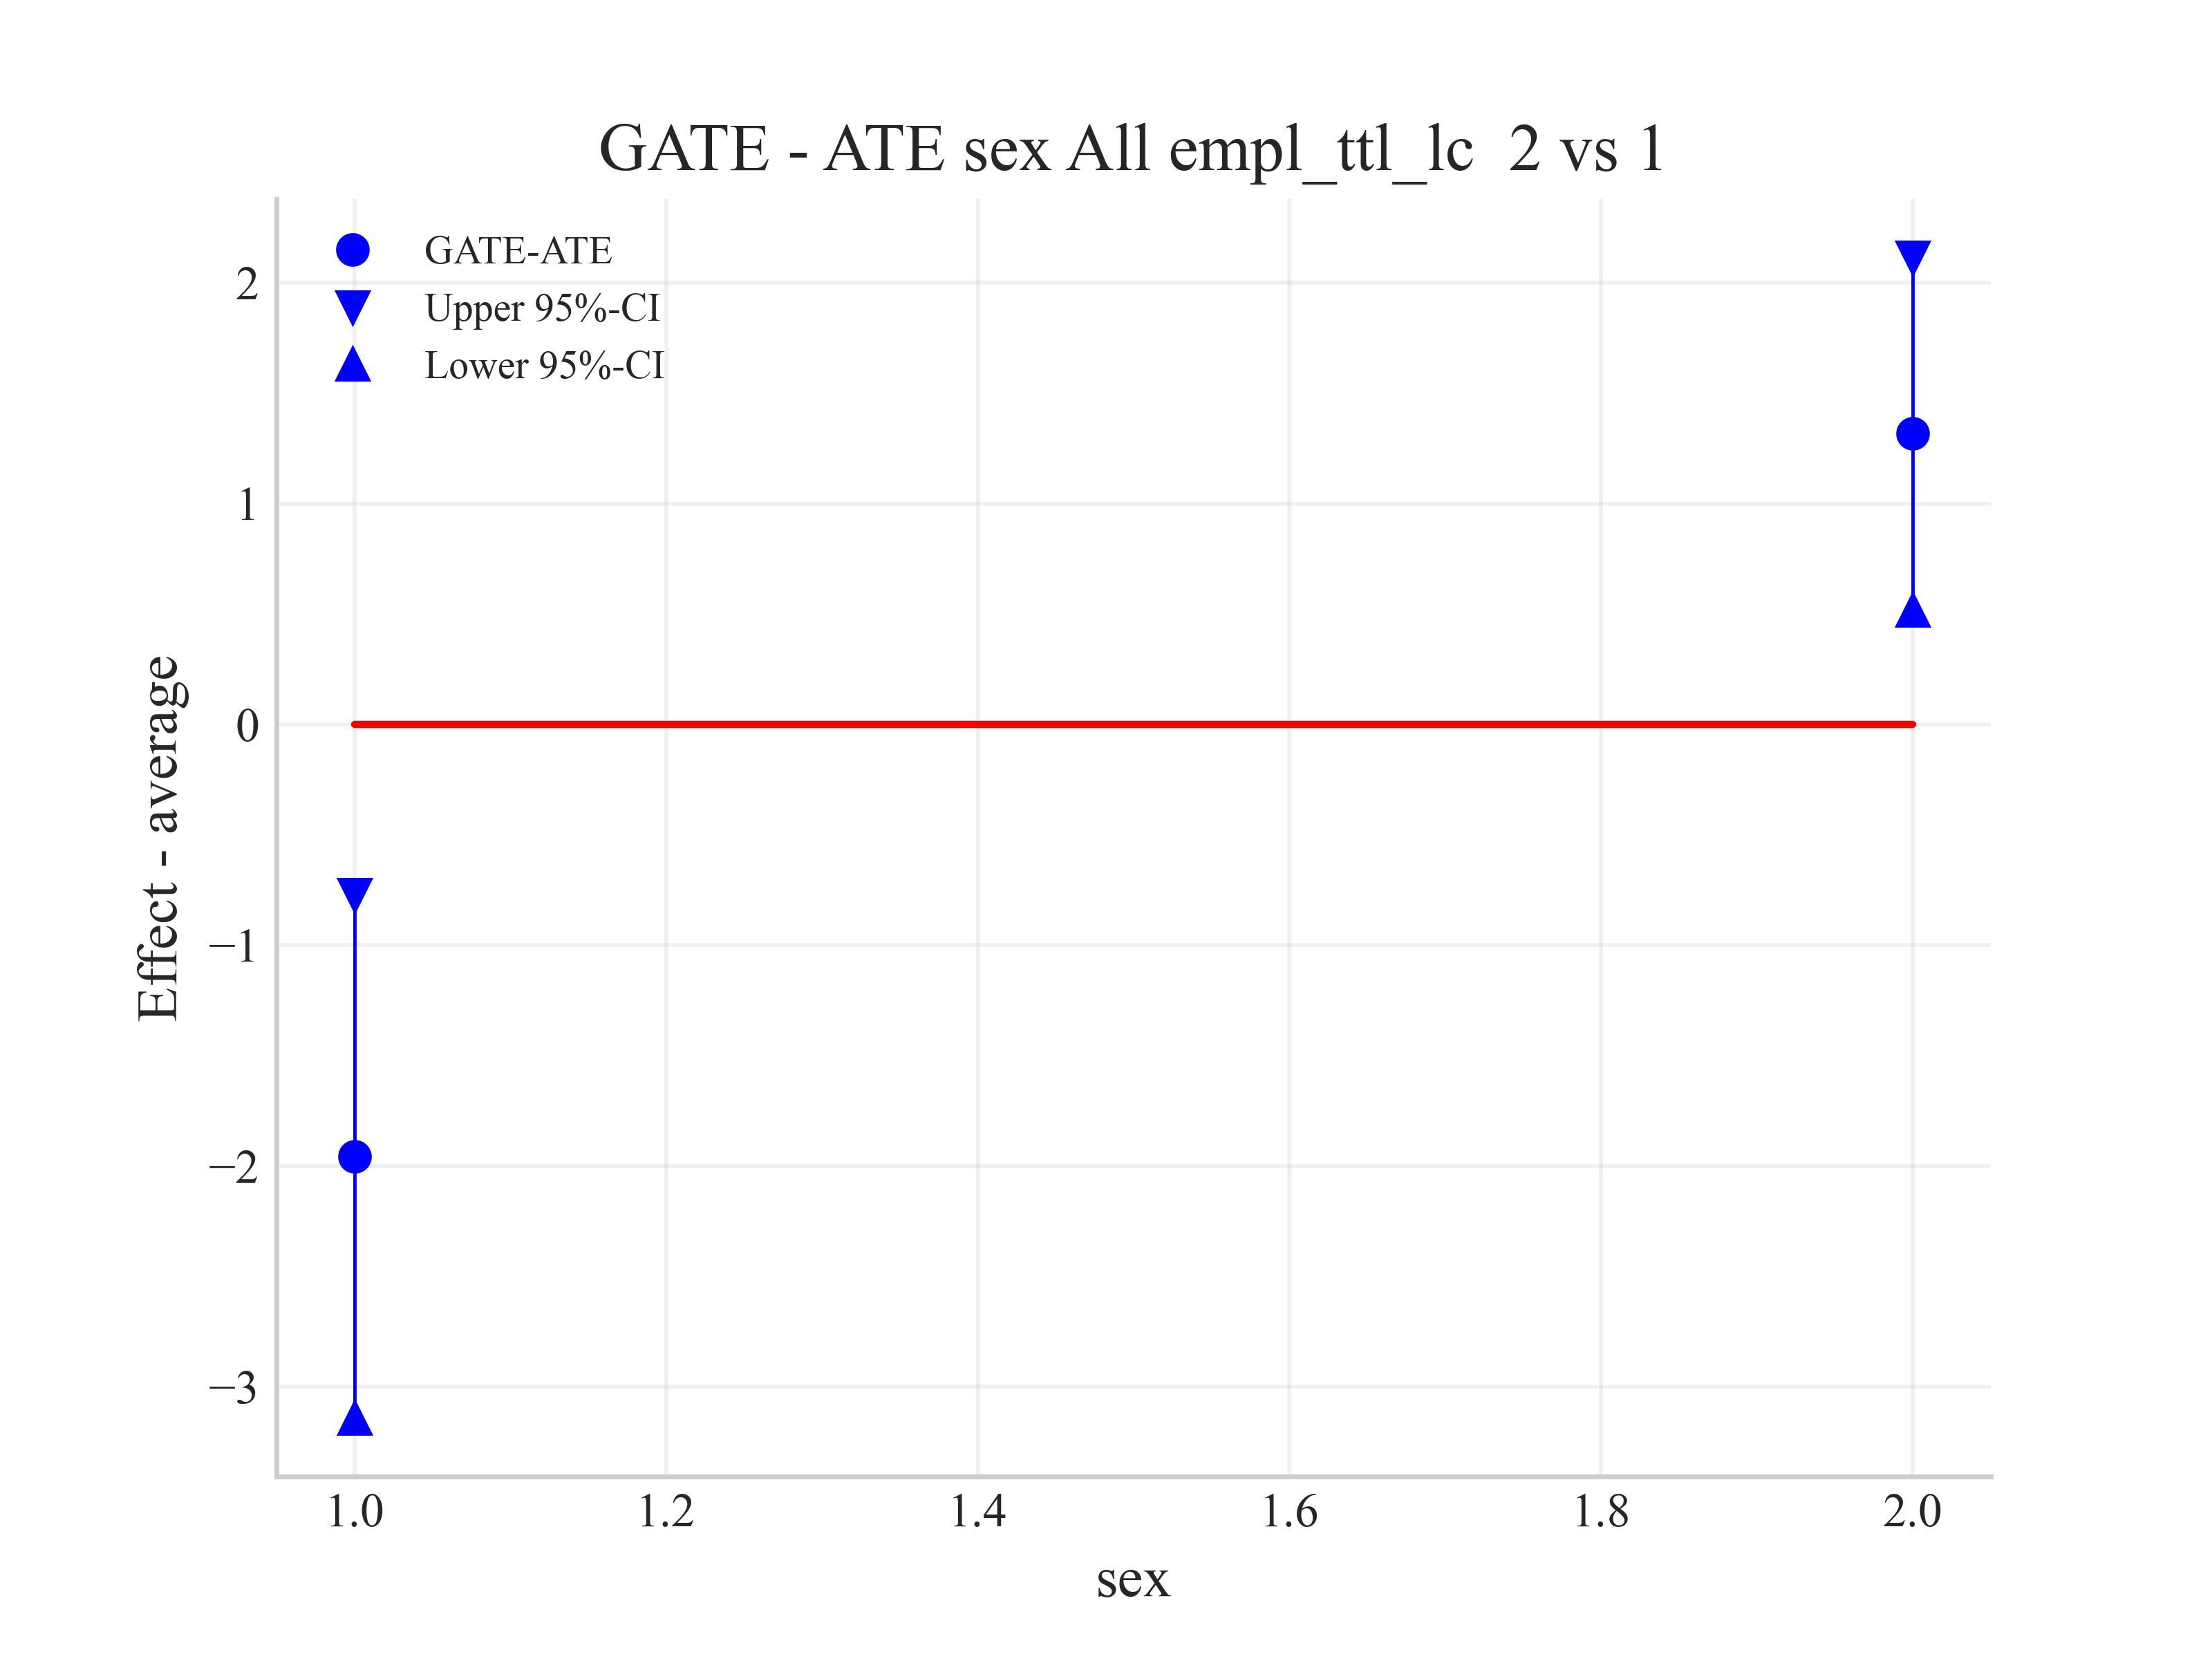 GATE - ATE sex All empl_ttl_lc  2 vs 1
GATE-ATE
Upper 95%-CI
Lower 95%-CI
2
1
0
−1
−2
−3
Effect - average
1.0 1.2 1.4 1.6 1.8 2.0
sex